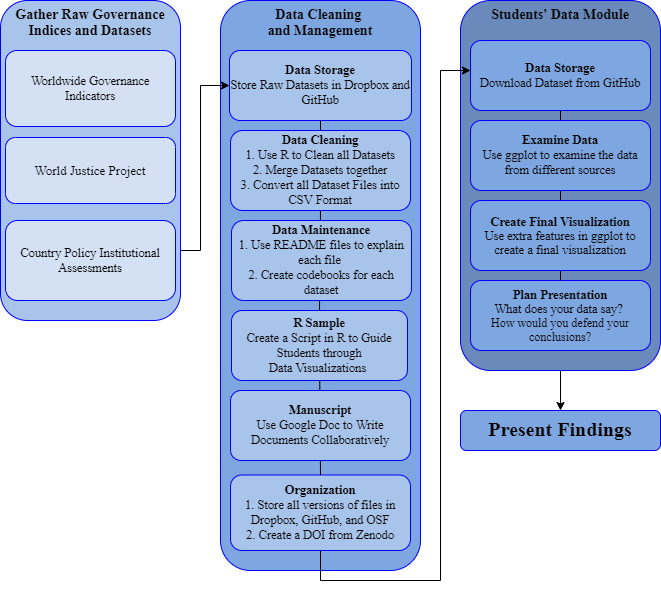 Gather Raw Governance
Indices and Datasets
Worldwide Governance
Indicators
World Justice Project
Country Policy Institutional
Assessments
Data Cleaning
and Management
Data Storage
Store Raw Datasets in Dropbox and
GitHub
Data Cleaning
1. Use R to Clean all Datasets
2. Merge Datasets together
3. Convert all Dataset Files into
CSV Format
Data Maintenance
1. Use README files to explain
each file
2. Create codebooks for each
dataset
R Sample
Create a Script in R to Guide
Students through
Data Visualizations
Manuscript
Use Google Doc to Write
Documents Collaboratively
Organization
1. Store all versions of files in
Dropbox, GitHub, and OSF
2. Create a DOI from Zenodo
Students' Data Module
Data Storage
Download Dataset from GitHub
Examine Data
Use ggplot to examine the data
from different sources
Create Final Visualization
Use extra features in ggplot to
create a final visualization
Plan Presentation
What does your data say?
How would you defend your
conclusions?
Present Findings